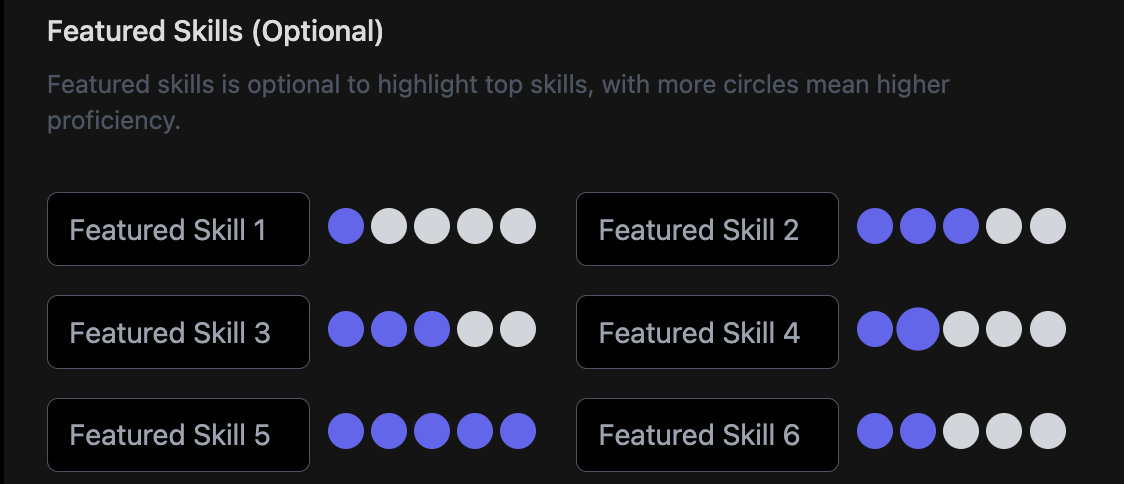 Featured Skills (Optional)
Featured skills is optional to highlight top skills, with more circles mean higher
proficiency.
Featured Skill 1
Featured Skill 2
Featured Skill 3
Featured Skill 4
Featured Skill 5
Featured Skill 6